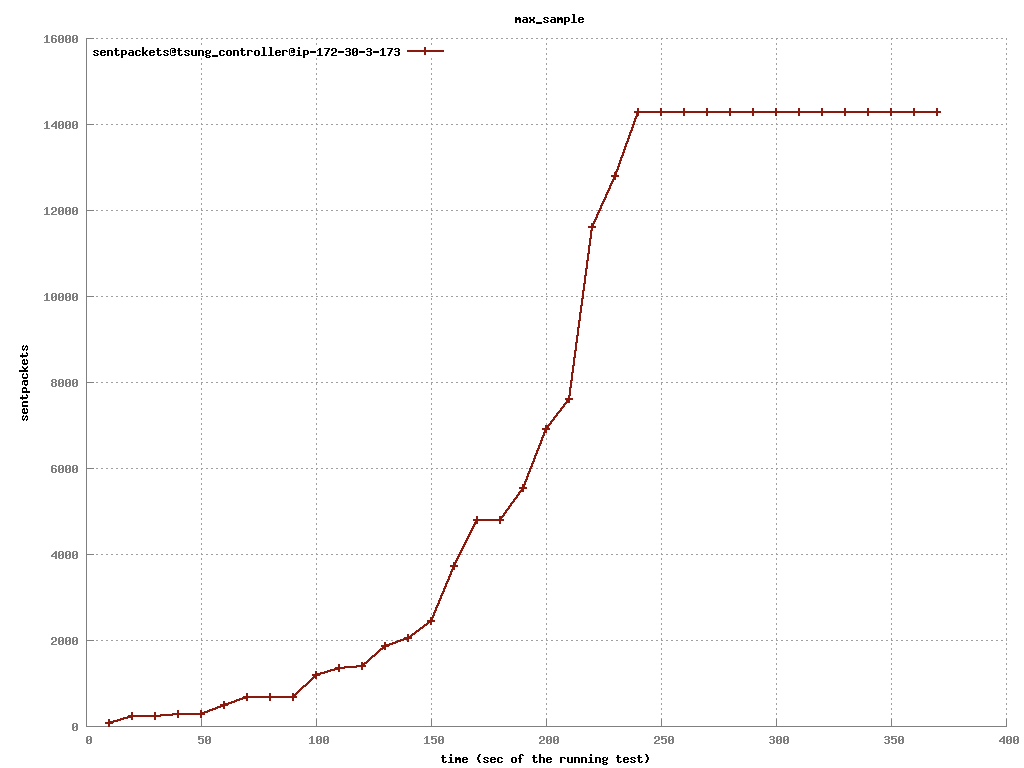 max_sample
sentpackets@tsung_controller@ip-172-30-3-173
16000
14000
12000
10000
8000
6000
4000
2000
0
sentpackets
0 50 100 150 200 250 300 350 400
time (sec of the running test)